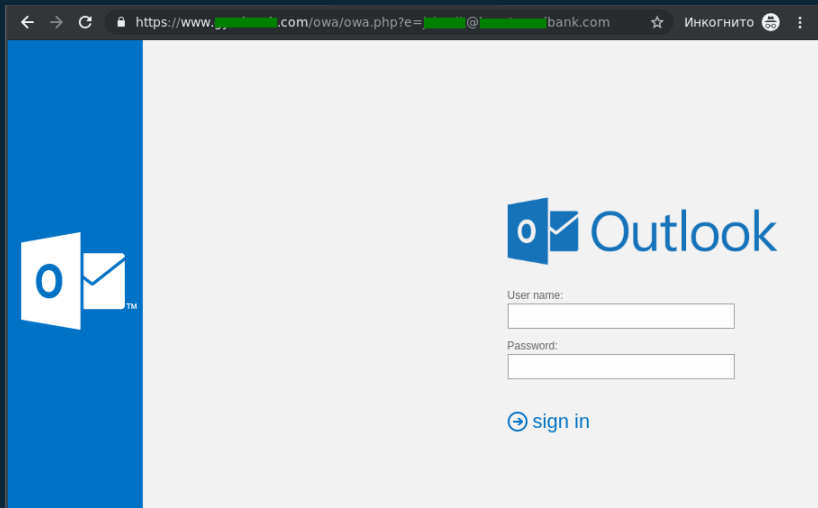 https://www.g .com/owa/owa.php?e= @ bank.com
Инкогнито
O
TM
O
Outlook
User name:
Password:
sign in